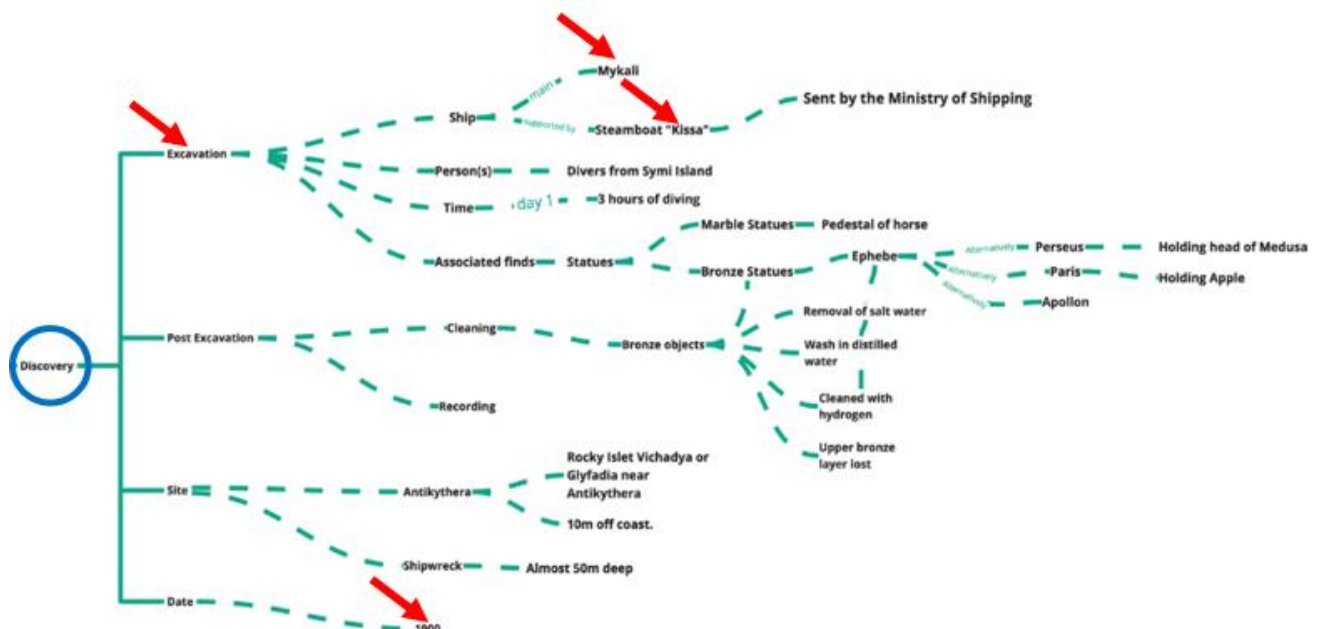 Mykali
main
Sent by the Ministry of Shipping
Ship
supported by
Steamboat "Kissa"
Excavation
Person(s)
Divers from Symi Island
Time
day 1
3 hours of diving
Marble Statues
Pedestal of horse
Associated finds
Statues
Bronze Statues
Ephebe
Alternatively
Perseus
Holding head of Medusa
Alternatively
Paris
Holding Apple
Alternatively
Apollon
Discovery
Post Excavation
Cleaning
Bronze objects
Removal of salt water
Wash in distilled
water
Cleaned with
hydrogen
Upper bronze
layer lost
Recording
Site
Antikythera
Rocky Islet Vichadya or
Glyfadia near
Antikythera
10m off coast.
Shipwreck
Almost 50m deep
Date
1900